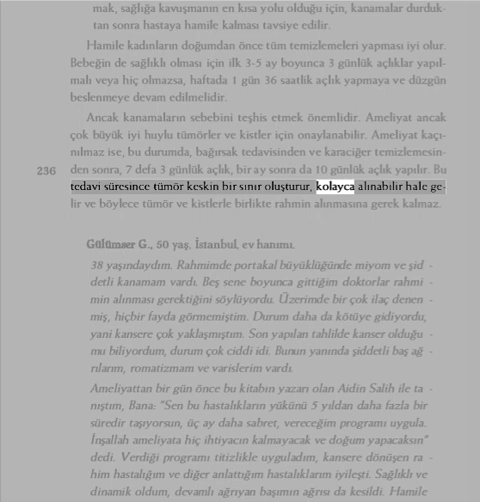 mak, sağlığa kavuşmanın en kısa yolu olduğu için, kanamalar durduk-
tan sonra hastaya hamile kalması tavsiye edilir.
Hamile kadınların doğumdan önce tüm temizlemeleri yapması iyi olur.
Bebeğin de sağlıklı olması için ilk 3-5 ay boyunca 3 günlük açlıklar yapıl-
malı veya hiç olmazsa, haftada 1 gün 36 saatlik açlık yapmaya ve düzgün
beslenmeye devam edilmelidir.
Ancak kanamaların sebebini teşhis etmek önemlidir. Ameliyat ancak
çok büyük iyi huylu tümörler ve kistler için onaylanabilir. Ameliyat kaçı-
nılmaz ise, bu durumda, bağırsak tedavisinden ve karaciğer temizlemesin-
236 den sonra, 7 defa 3 günlük açlık, bir ay sonra da 10 günlük açlık yapılır. Bu
tedavi süresince tümör keskin bir sınır oluşturur, kolayca alınabilir hale ge-
lir ve böylece tümör ve kistlerle birlikte rahmin alınmasına gerek kalmaz.
Gülümser G., 50 yaş, İstanbul, ev hanımı.
38 yaşındaydım. Rahmimde portakal büyüklüğünde miyom ve şid -
detli kanamam vardı. Beş sene boyunca gittiğim doktorlar rahmi -
min alınması gerektiğini söylüyordu. Üzerimde bir çok ilaç denen -
miş, hiçbir fayda görmemiştim. Durum daha da kötüye gidiyordu,
yani kansere çok yaklaşmıştım. Son yapılan tahlilde kanser olduğu -
mu biliyordum, durum çok ciddi idi. Bunun yanında şiddetli baş ağ -
rılarım, romatizmam ve varislerim vardı.
Ameliyattan bir gün önce bu kitabın yazarı olan Aidin Salih ile ta -
nıştım, Bana: "Sen bu hastalıkların yükünü 5 yıldan daha fazla bir
süredir taşıyorsun, üç ay daha sabret, vereceğim programı uygula.
İnşallah ameliyata hiç ihtiyacın kalmayacak ve doğum yapacaksın"
dedi. Verdiği programı titizlikle uyguladım, kansere dönüşen ra -
him hastalığım ve diğer anlattığım hastalıklarım iyileşti. Sağlıklı ve
dinamik oldum, devamlı ağrıyan başımın ağrısı da kesildi. Hamile